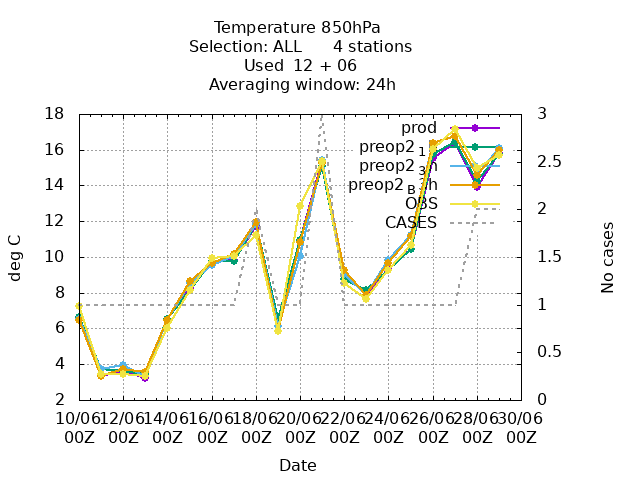 Temperature 850hPa
Selection: ALL      4 stations
Used  12 + 06
Averaging window: 24h
18
16
14
12
10
8
6
4
2
deg C
3
2.5
2
1.5
1
0.5
0
No cases
prod
preop2_1
OBS
CASES
10/06 12/06 14/06 16/06 18/06 20/06 22/06 24/06 26/06 28/06 30/06
00Z 00Z 00Z 00Z 00Z 00Z 00Z 00Z 00Z 00Z 00Z
Date